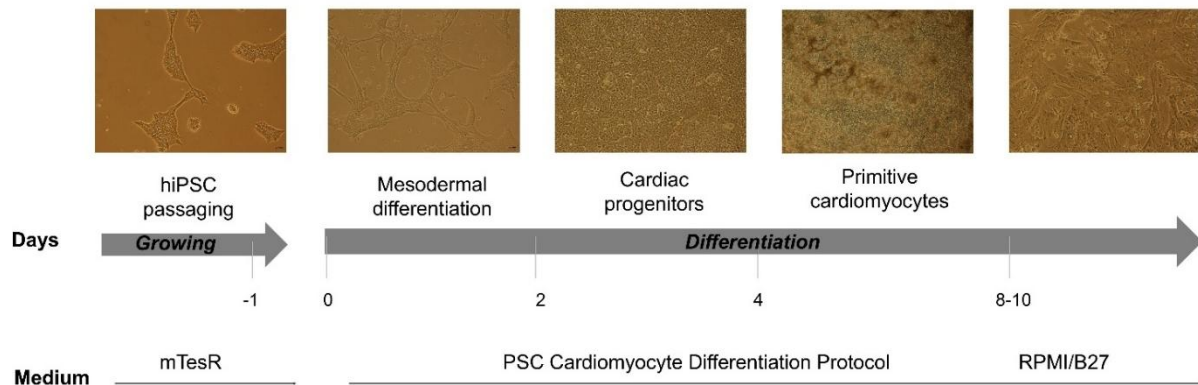 hiPSC
passaging
Mesodermal
differentiation
Cardiac
progenitors
Primitive
cardiomyocytes
Days
Growing
Differentiation
-1
0
2
4
8-10
Medium
mTesR
PSC Cardiomyocyte Differentiation Protocol
RPMI/B27